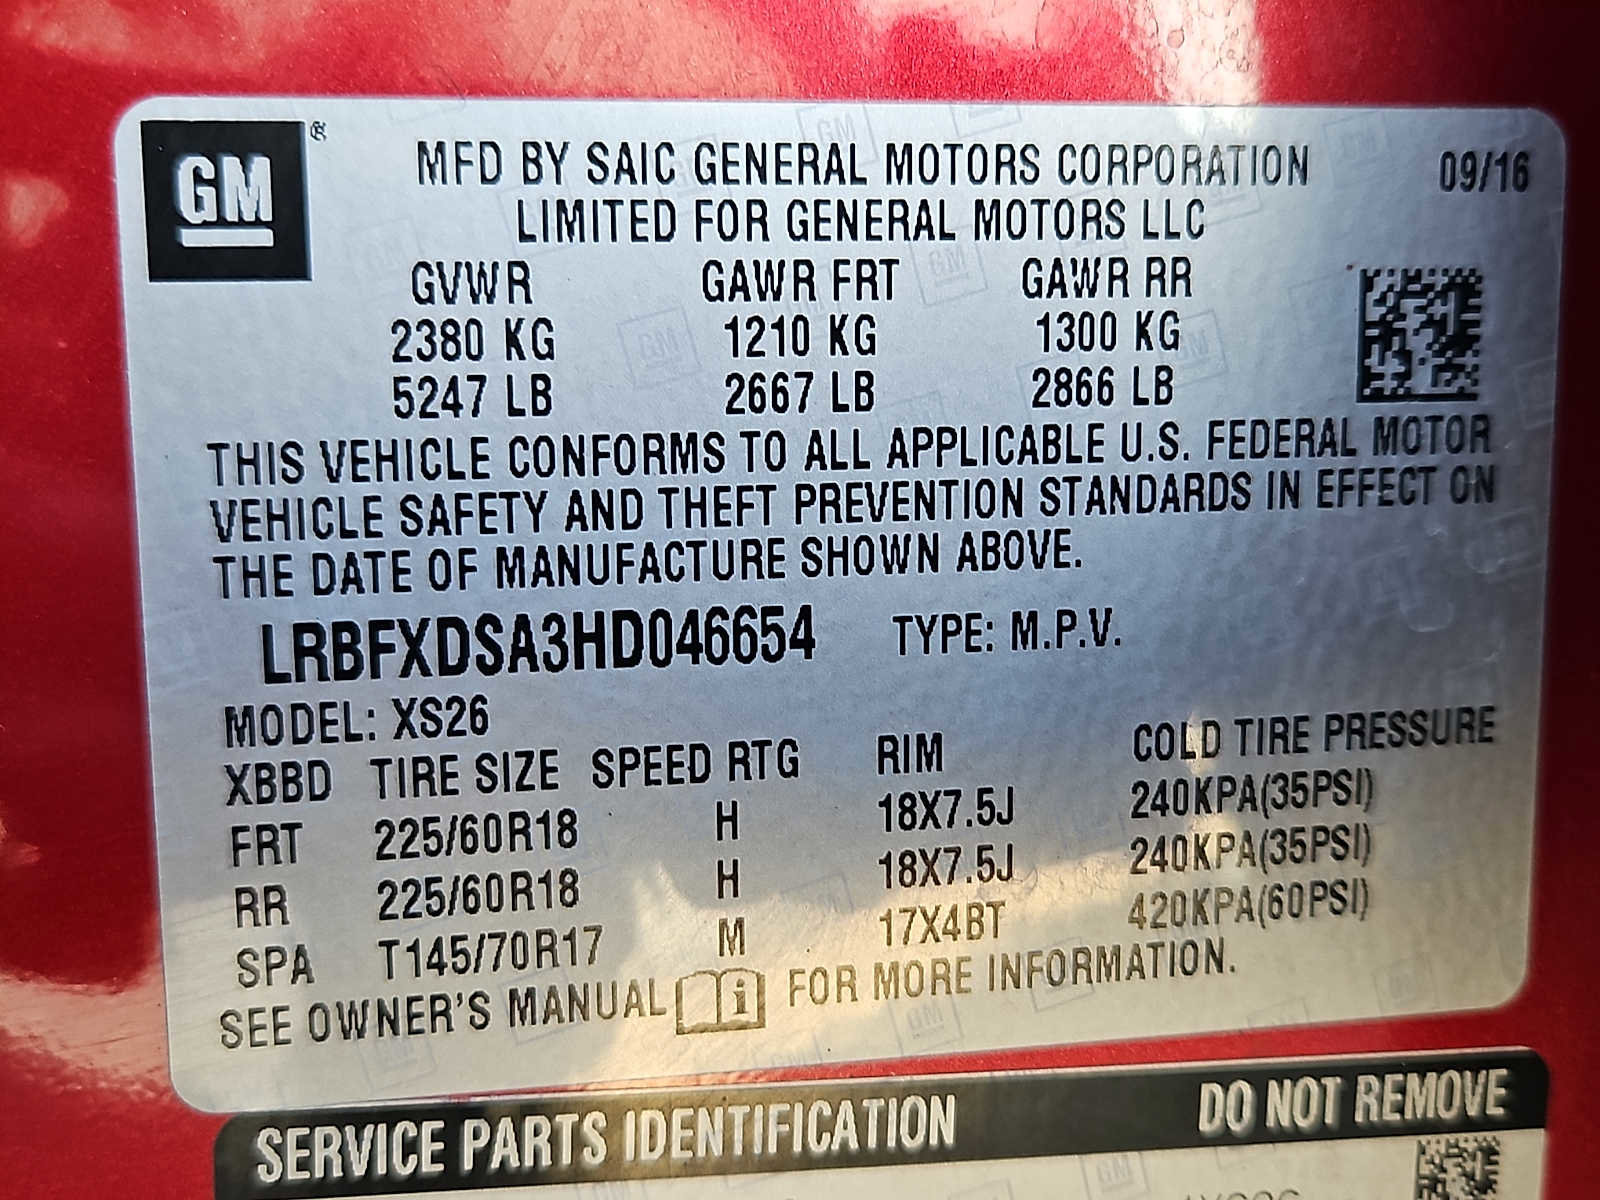 GM ®
MFD BY SAIC GENERAL MOTORS CORPORATION 09/16
LIMITED FOR GENERAL MOTORS LLC
GVWR GAWR FRT GAWR RR
2380 KG 1210 KG 1300 KG
5247 LB 2667 LB 2866 LB
THIS VEHICLE CONFORMS TO ALL APPLICABLE U.S. FEDERAL MOTOR
VEHICLE SAFETY AND THEFT PREVENTION STANDARDS IN EFFECT ON
THE DATE OF MANUFACTURE SHOWN ABOVE.
LRBFXDSA3HD046654 TYPE: M.P.V.
MODEL: XS26
XBBD TIRE SIZE SPEED RTG RIM COLD TIRE PRESSURE
FRT 225/60R18 H 18X7.5J 240KPA(35PSI)
RR 225/60R18 H 18X7.5J 240KPA(35PSI)
SPA T145/70R17 M 17X4BT 420KPA(60PSI)
SEE OWNER'S MANUAL i FOR MORE INFORMATION.
SERVICE PARTS IDENTIFICATION DO NOT REMOVE